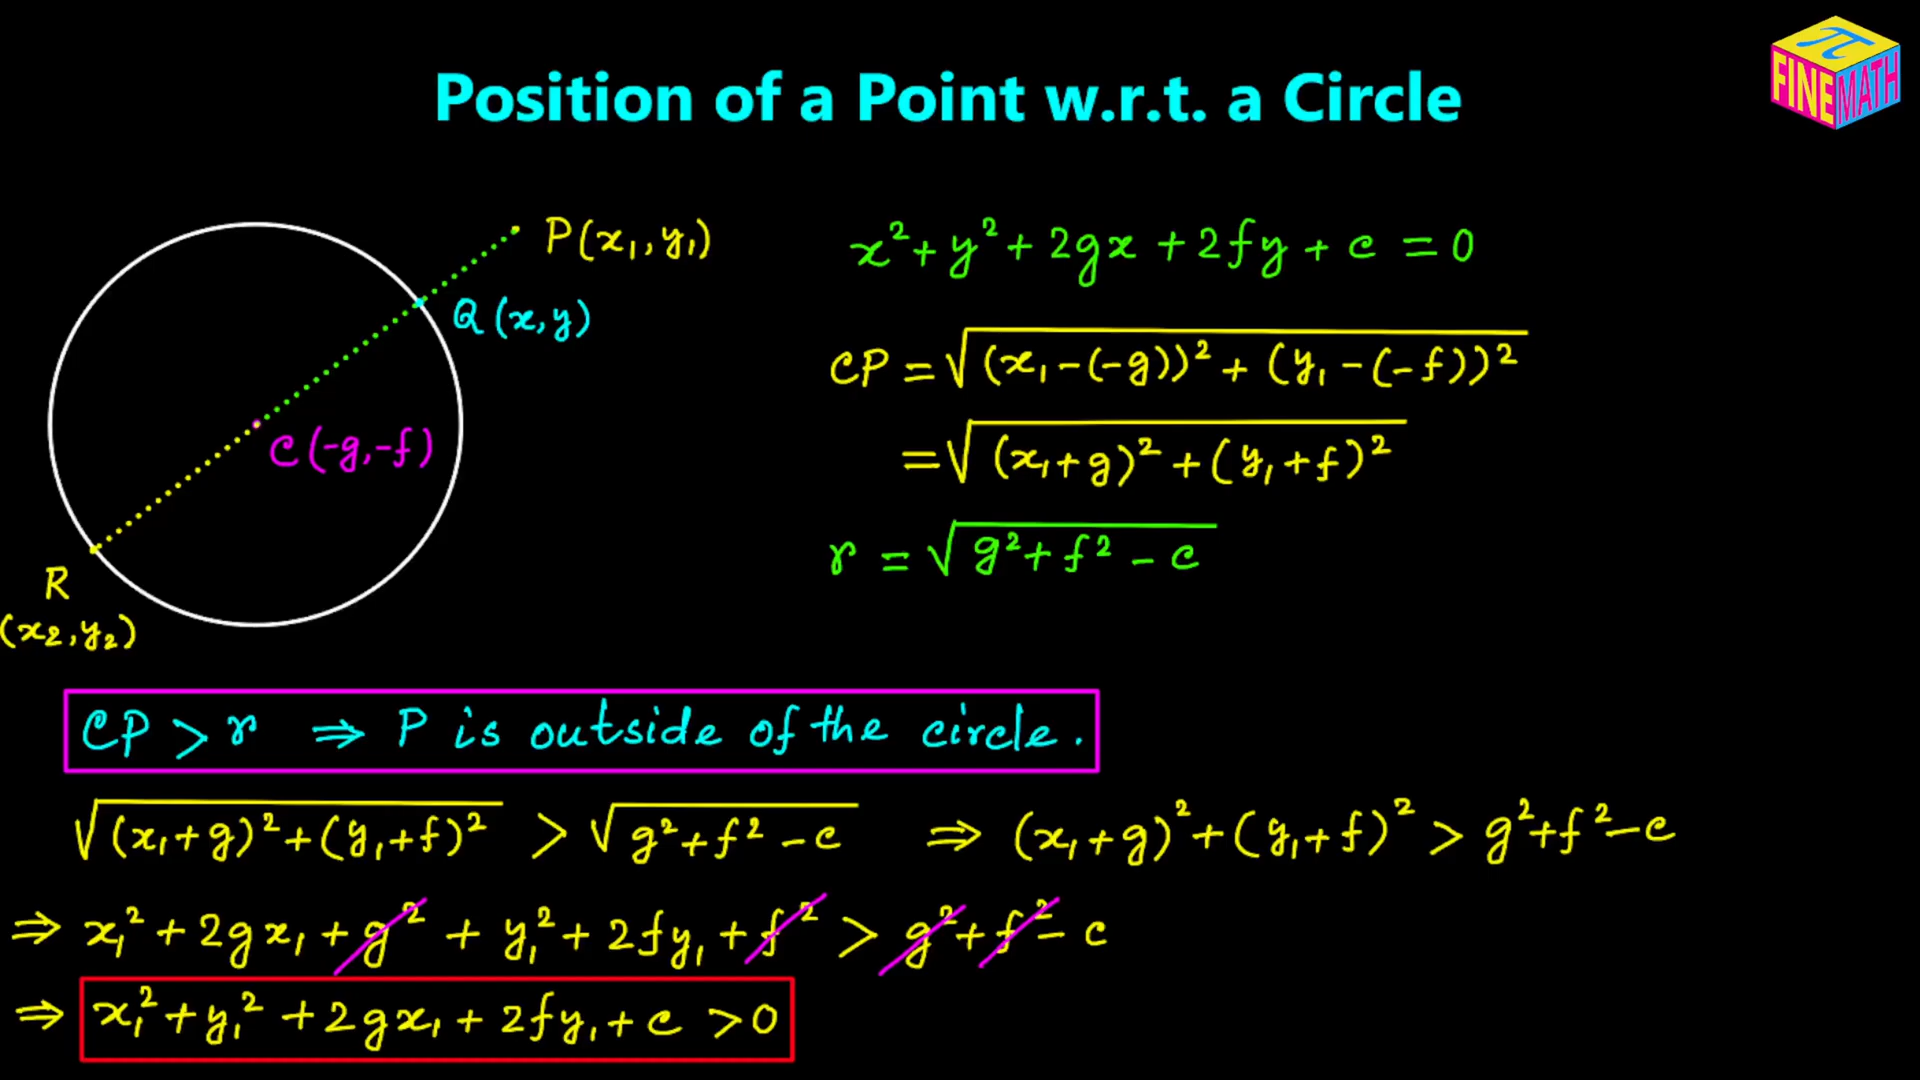 Position of a Point w.r.t. a Circle
π
FINE MATH
P(x₁,y₁)
Q(x,y)
C(-g,-f)
R
(x₂,y₂)
x²+y²+2gx+2fy+c=0
CP=√((x₁-(-g))²+(y₁-(-f))²)
=√((x₁+g)²+(y₁+f)²)
r=√(g²+f²-c)
CP>r ⇒ P is outside of the circle.
√((x₁+g)²+(y₁+f)²) > √(g²+f²-c) ⇒ (x₁+g)²+(y₁+f)² > g²+f²-c
⇒ x₁²+2gx₁+g²+y₁²+2fy₁+f² > g²+f²-c
⇒ x₁²+y₁²+2gx₁+2fy₁+c>0